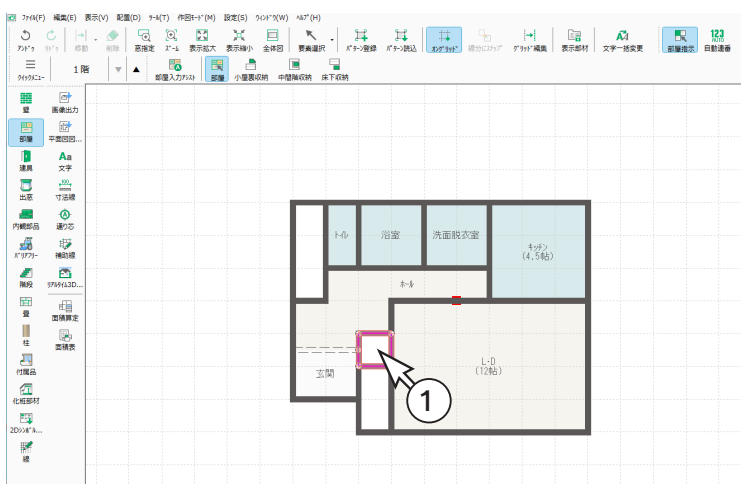 ﾌｧｲﾙ(F) 編集(E) 表示(V) 配置(D) ﾂｰﾙ(T) 作図ﾓｰﾄﾞ(M) 設定(S) ｳｨﾝﾄﾞｳ(W) ﾍﾙﾌﾟ(H)
ｱﾝﾄﾞｩ ﾘﾄﾞｩ 移動 削除 窓指定 ｽﾞｰﾑ 表示拡大 表示縮小 全体図 要素選択 ﾊﾟﾀｰﾝ登録 ﾊﾟﾀｰﾝ読込 ｵﾝｸﾞﾘｯﾄﾞ 線分にｽﾅｯﾌﾟ ｸﾞﾘｯﾄﾞ編集 表示部材 文字一括変更 部屋指示 自動連番
123
AUTO
ｸｲｯｸﾒﾆｭｰ 1 階 部屋入力ｱｼｽﾄ 部屋 小屋裏収納 中間階収納 床下収納
壁 画像出力
部屋 平面図図...
Aa
建具 文字
100
出窓 寸法線
内観部品 通り芯
ﾊﾞﾘｱﾌﾘｰ 補助線
階段 ﾘｱﾙﾀｲﾑ3D...
畳 面積算定
柱 面積表
付属品
化粧部材
2Dｼﾝﾎﾞﾙ...
線
ﾄｲﾚ 浴室 洗面脱衣室 ｷｯﾁﾝ
(4.5帖)
ﾎｰﾙ
L・D
(12帖)
玄関
1